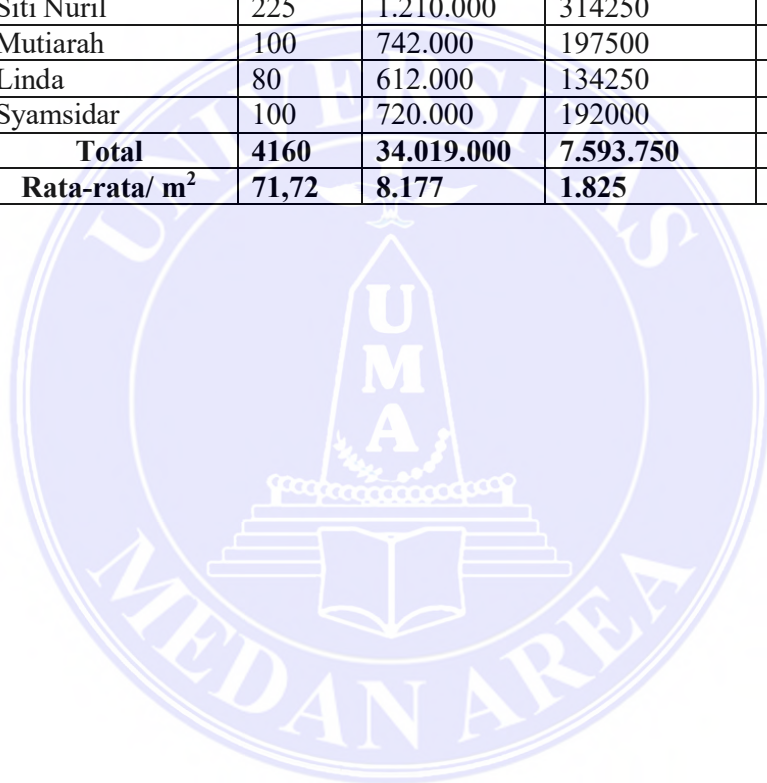 Siti Nuril 225 1.210.000 314250
Mutiarah 100 742.000 197500
Linda 80 612.000 134250
Syamsidar 100 720.000 192000
Total 4160 34.019.000 7.593.750
Rata-rata/ m² 71,72 8.177 1.825
UNIVERSITAS
U
M
A
MEDAN AREA